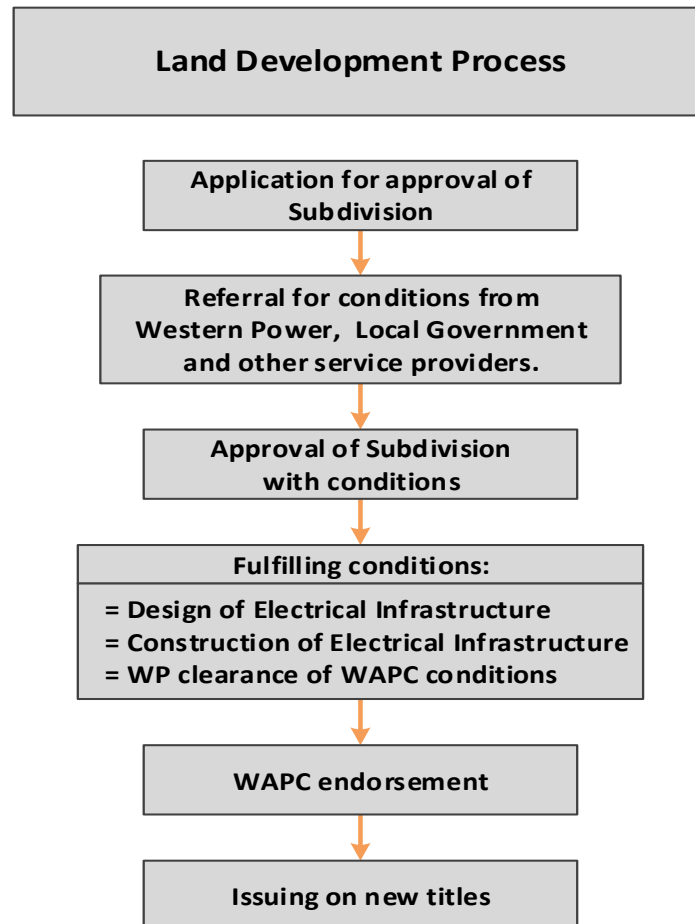 Land Development Process
Application for approval of
Subdivision
Referral for conditions from
Western Power, Local Government
and other service providers.
Approval of Subdivision
with conditions
Fulfilling conditions:
= Design of Electrical Infrastructure
= Construction of Electrical Infrastructure
= WP clearance of WAPC conditions
WAPC endorsement
Issuing on new titles